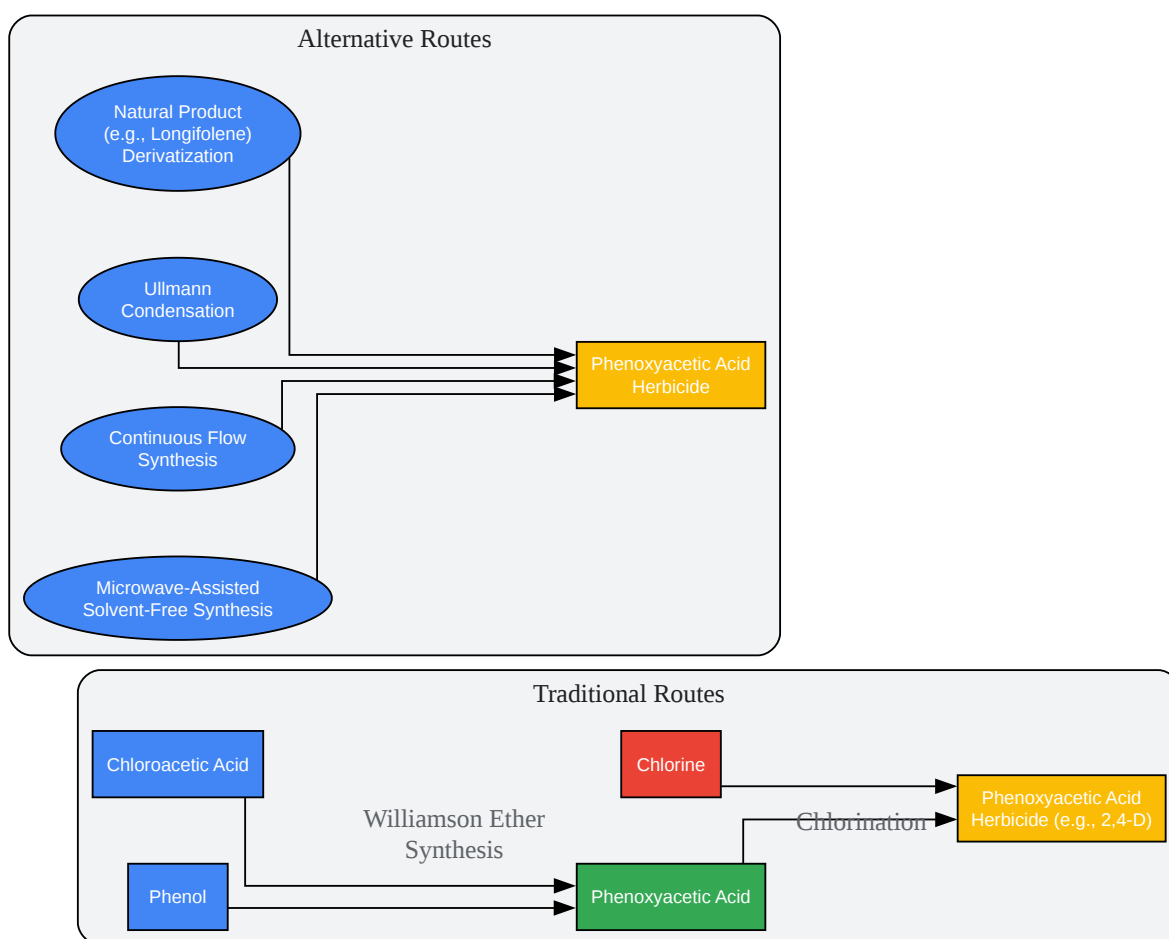 Alternative Routes
Natural Product
(e.g., Longifolene)
Derivatization
Ullmann
Condensation
Phenoxyacetic Acid
Herbicide
Continuous Flow
Synthesis
Microwave-Assisted
Solvent-Free Synthesis
Traditional Routes
Chloroacetic Acid
Chlorine
Williamson Ether
Synthesis
Chlorination
Phenoxyacetic Acid
Herbicide (e.g., 2,4-D)
Phenol
Phenoxyacetic Acid